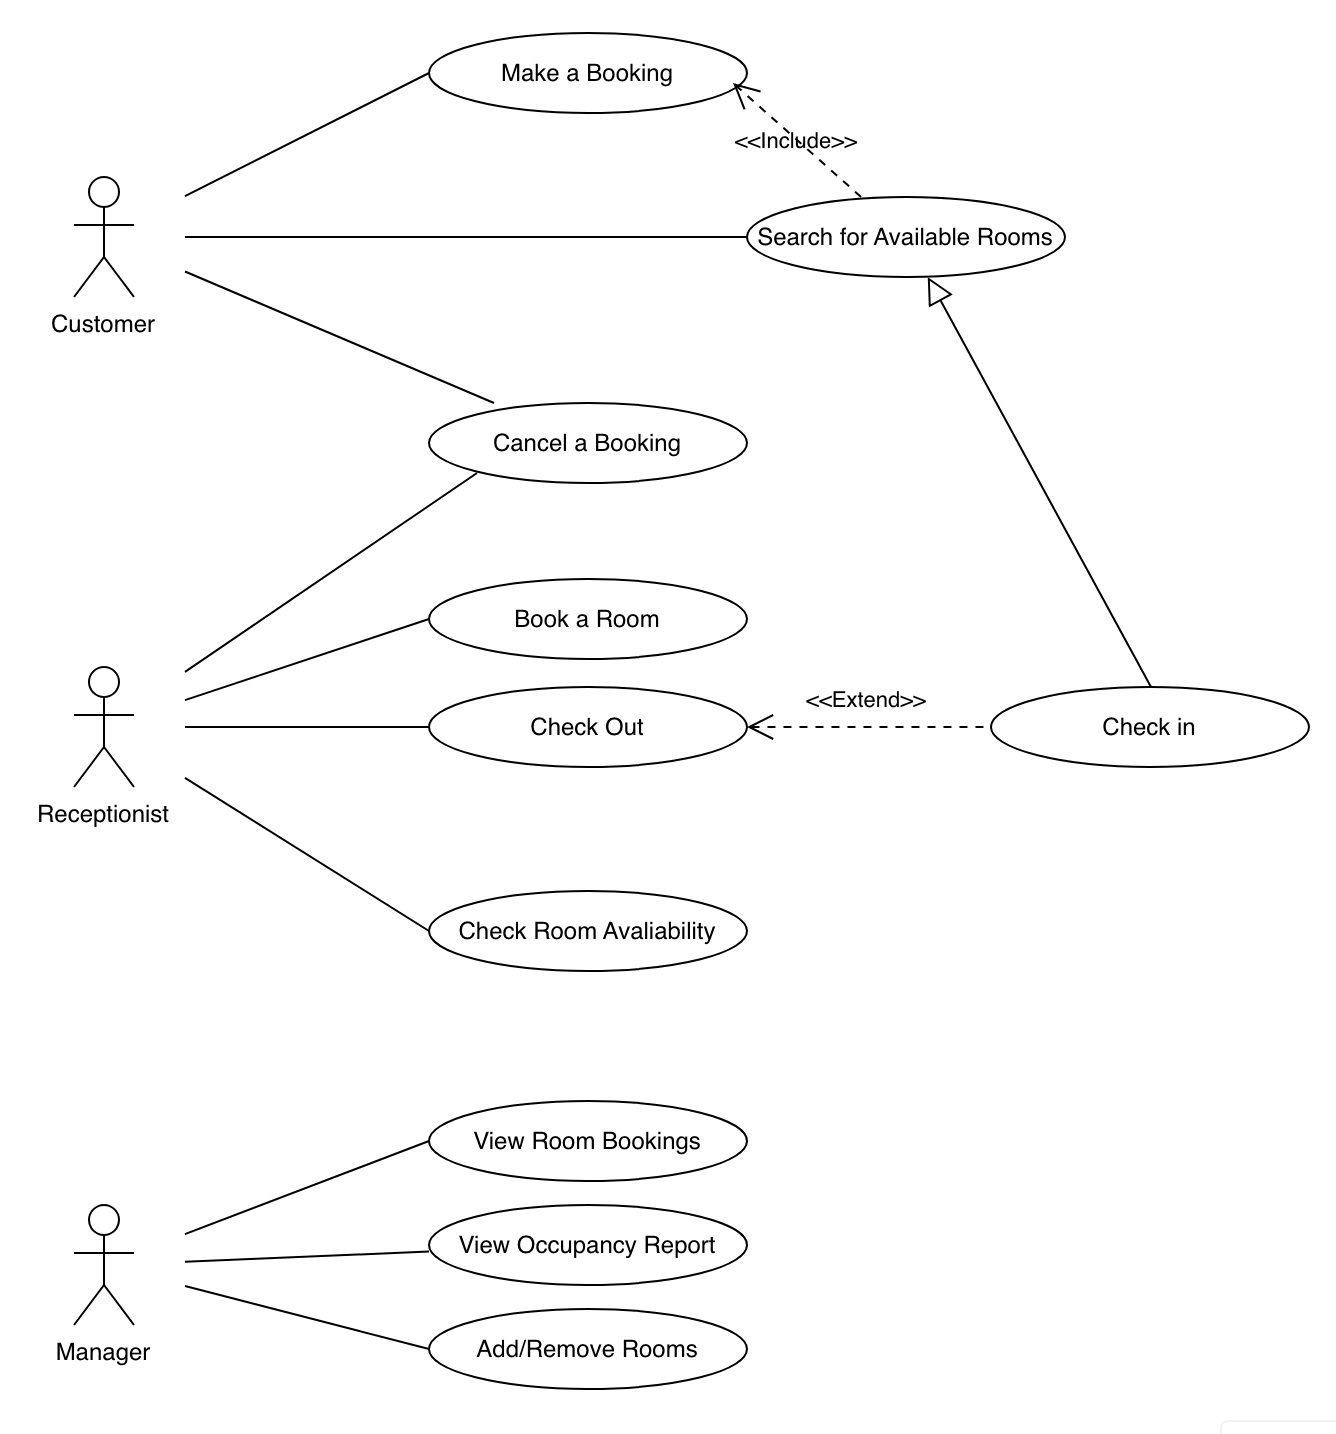 Make a Booking
<<Include>>
Search for Available Rooms
Customer
Cancel a Booking
Book a Room
<<Extend>>
Check Out
Check in
Receptionist
Check Room Avaliability
View Room Bookings
View Occupancy Report
Manager
Add/Remove Rooms